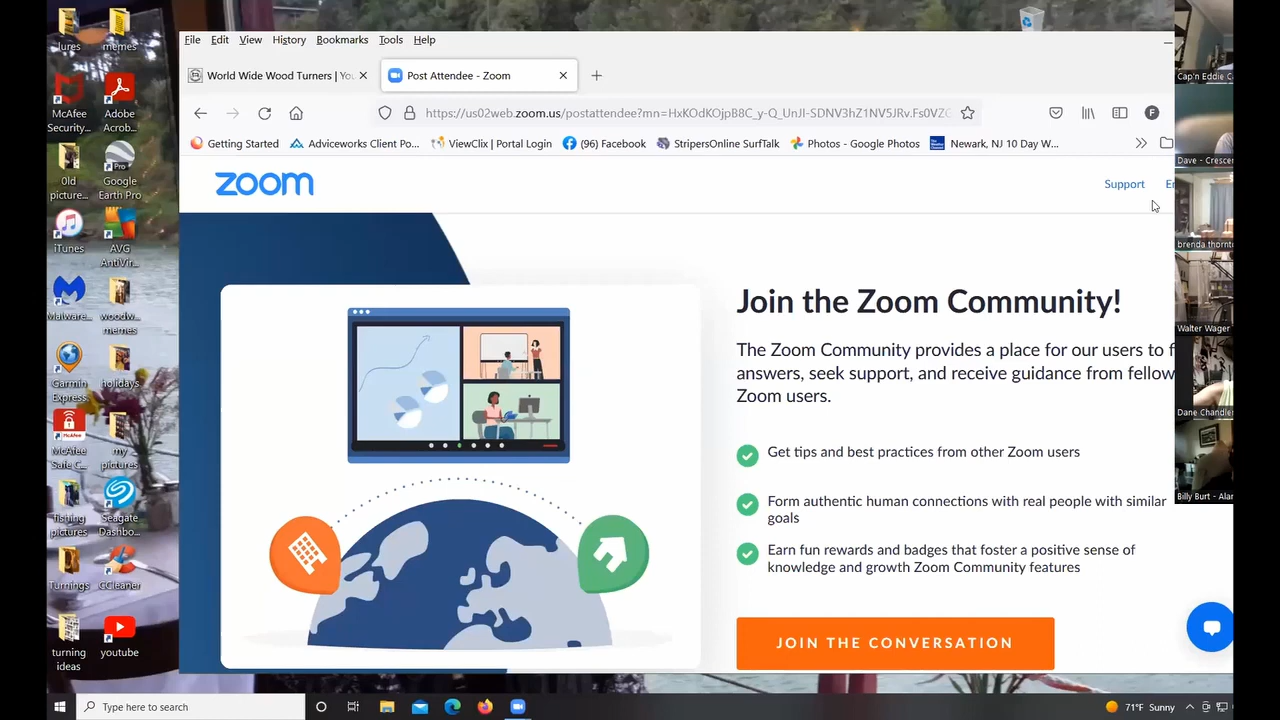 File Edit View History Bookmarks Tools Help
World Wide Wood Turners | Yo
Post Attendee - Zoom
https://us02web.zoom.us/postattendee?mn=HxKOdKOjpB8C_y-Q_UnJI-SDNV3hZ1NV5JRv.Fs0VZC
Getting Started
Adviceworks Client Po...
ViewClix | Portal Login
(96) Facebook
StripersOnline SurfTalk
Photos - Google Photos
Newark, NJ 10 Day W...
zoom
Support
Join the Zoom Community!
The Zoom Community provides a place for our users to f
answers, seek support, and receive guidance from fellow
Zoom users.
Get tips and best practices from other Zoom users
Form authentic human connections with real people with similar
goals
Earn fun rewards and badges that foster a positive sense of
knowledge and growth Zoom Community features
JOIN THE CONVERSATION
lures
memes
McAfee
Security...
Adobe
Acrob...
Old
picture...
Google
Earth Pro
iTunes
AVG
AntiVir...
Malware...
woodw...
memes
Garmin
Express
holidays
McAfee
Safe C...
my
pictures
fishing
pictures
Seagate
Dashbo...
Turnings
CCleaner
turning
ideas
youtube
Cap'n Eddie C
Dave - Crescen
brenda thornt
Walter Wager
Dane Chandler
Billy Burt - Ala
Type here to search
71°F Sunny